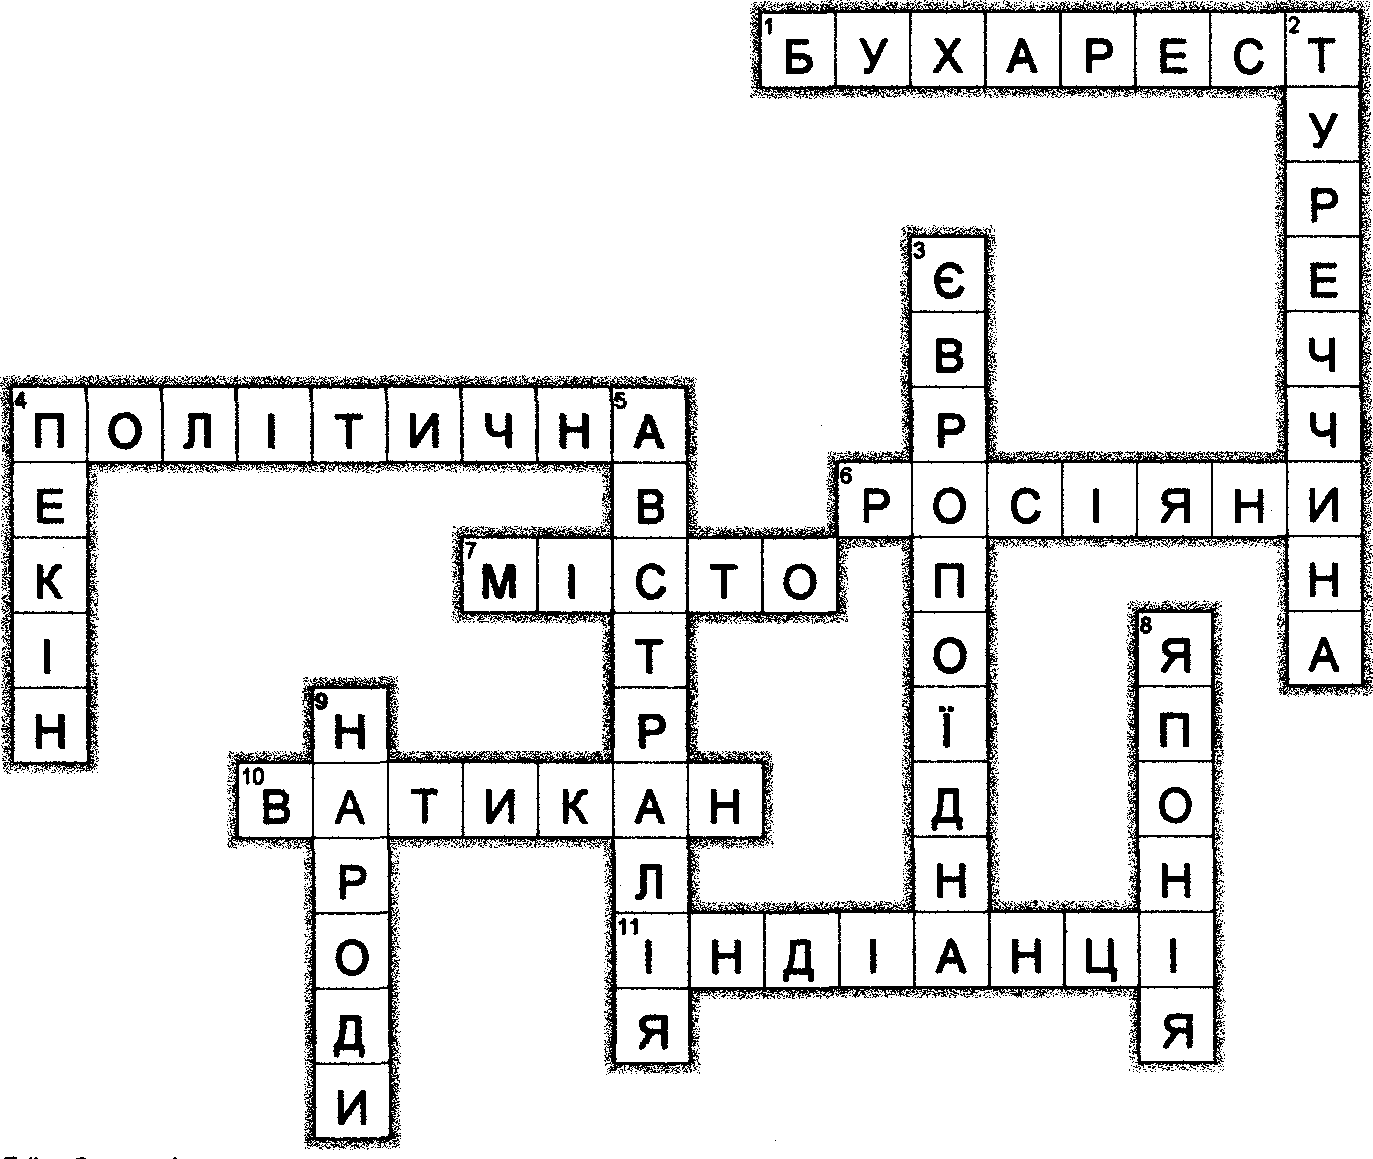 1 БУХАРЕСТ
2 ТУРЕЧЧИНА
3 ЄВРОПОЇДНА
4 ПОЛІТИЧНА
4 ПЕКІН
5 АВСТРАЛІЯ
6 РОСІЯНИ
7 МІСТО
8 ЯПОНІЯ
9 НАРОДИ
10 ВАТИКАН
11 ІНДІАНЦІ